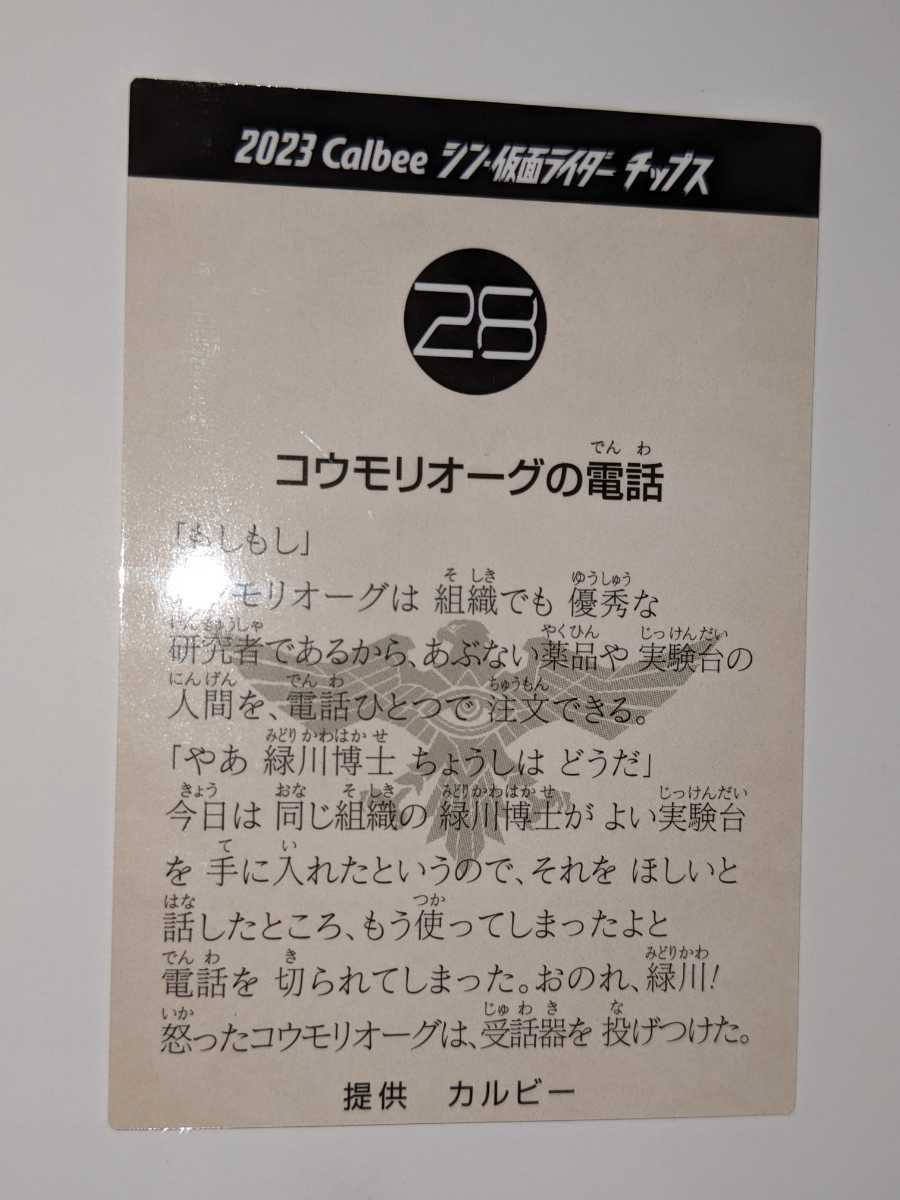 2023 Calbee シン・仮面ライダー チップス
28
コウモリオーグの電話
「もしもし」
モリオーグは 組織でも 優秀な
研究者であるから、あぶない薬品や 実験台の
人間を、電話ひとつで 注文できる。
「やあ 緑川博士 ちょうしは どうだ」
今日は 同じ組織の 緑川博士が よい実験台
を 手に入れたというので、それを ほしいと
話したところ、もう使ってしまったよと
電話を 切られてしまった。おのれ、緑川!
怒ったコウモリオーグは、受話器を 投げつけた。
提供 カルビー